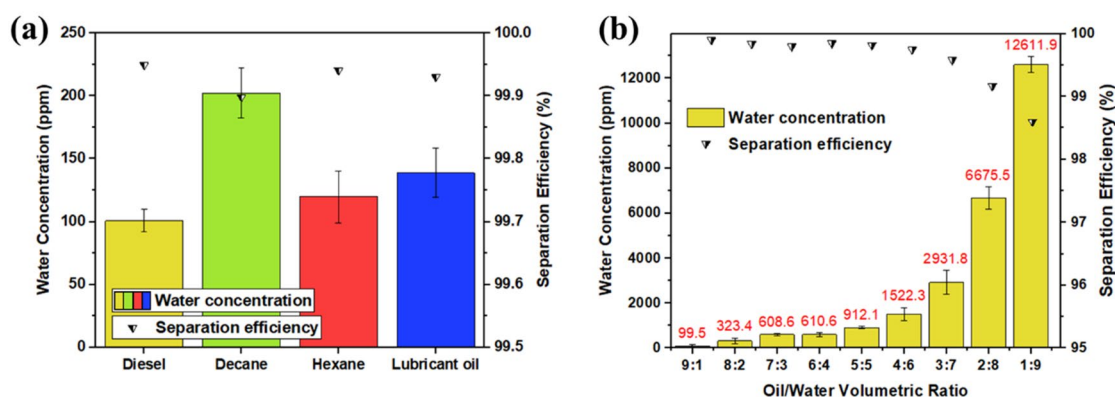 (a)
250
200
150
100
50
0
Water Concentration (ppm)
100.0
99.9
99.8
99.7
99.6
99.5
Separation Efficiency (%)
Water concentration
Separation efficiency
Diesel Decane Hexane Lubricant oil
(b)
12000
10000
8000
6000
4000
2000
0
Water Concentration (ppm)
100
99
98
97
96
95
Separation Efficiency (%)
Water concentration
Separation efficiency
99.5
323.4
608.6
610.6
912.1
1522.3
2931.8
6675.5
12611.9
9:1 8:2 7:3 6:4 5:5 4:6 3:7 2:8 1:9
Oil/Water Volumetric Ratio